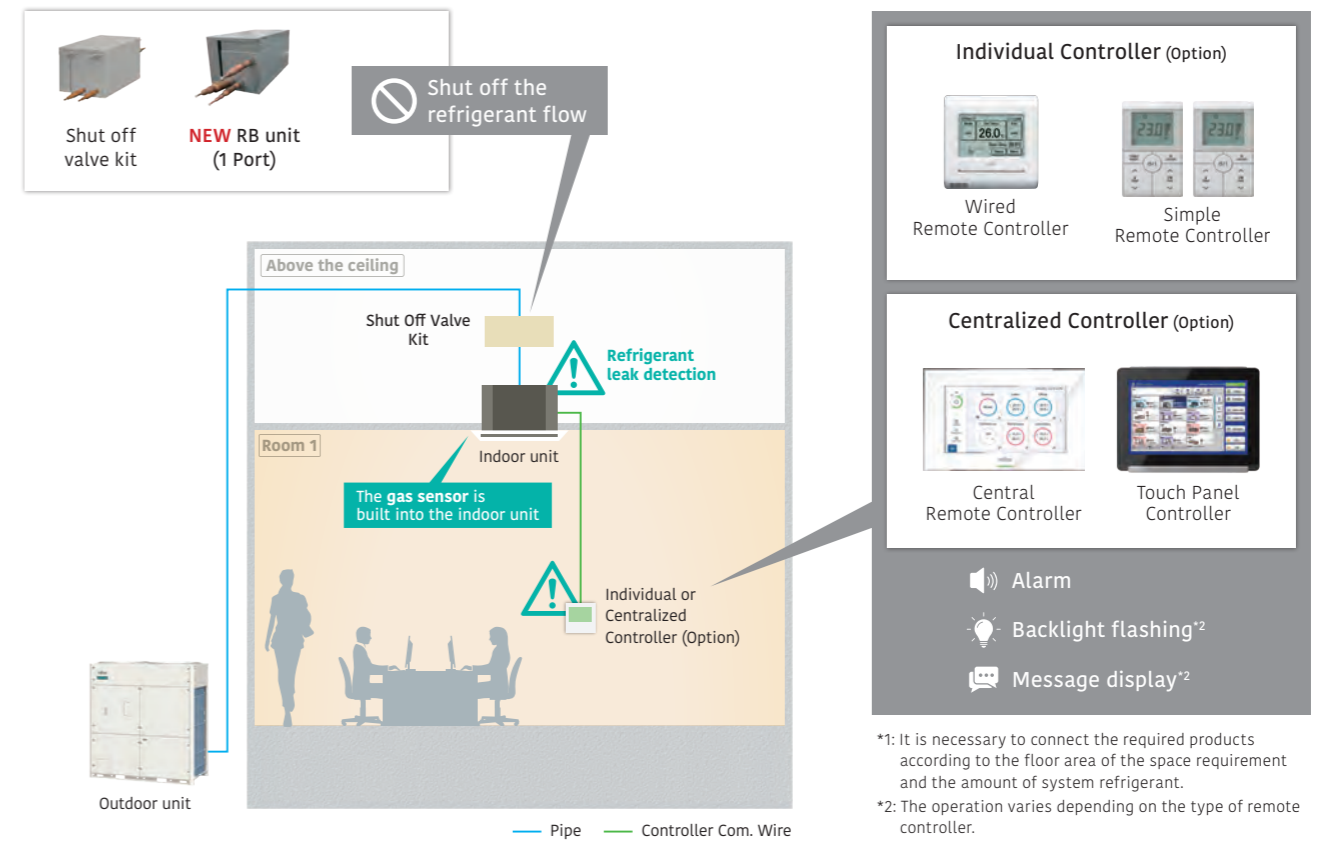 Shut off
valve kit
NEW RB unit
(1 Port)
Shut off the
refrigerant flow
Above the ceiling
Shut Off Valve
Kit
Refrigerant
leak detection
Room 1
Indoor unit
The gas sensor is
built into the indoor unit
Individual or
Centralized
Controller (Option)
Outdoor unit
Pipe
Controller Com. Wire
Individual Controller (Option)
26.0
Wired
Remote Controller
23.0
23.0
Simple
Remote Controller
Centralized Controller (Option)
Central
Remote Controller
Touch Panel
Controller
Alarm
Backlight flashing*2
Message display*2
*1: It is necessary to connect the required products
according to the floor area of the space requirement
and the amount of system refrigerant.
*2: The operation varies depending on the type of remote
controller.